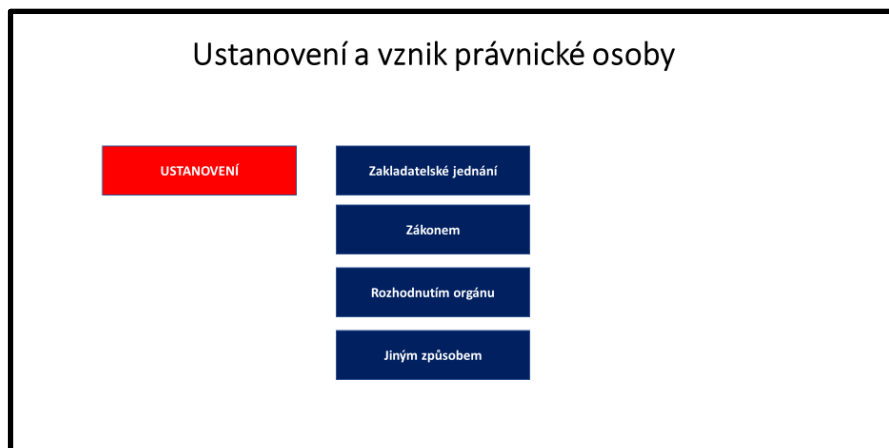 Ustanovení a vznik právnické osoby
USTANOVENÍ
Zakladatelské jednání
Zákonem
Rozhodnutím orgánu
Jiným způsobem